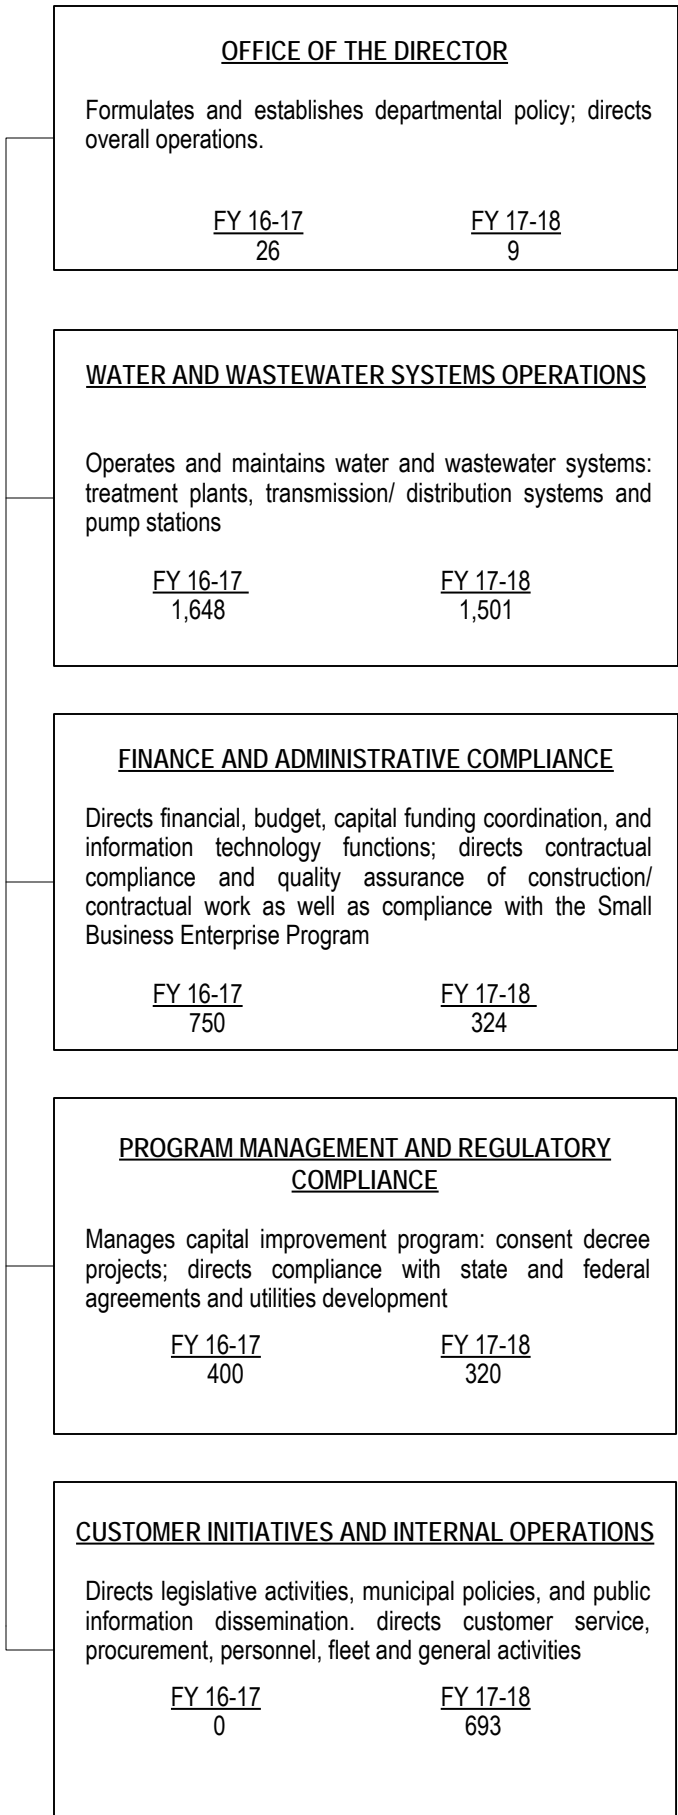 OFFICE OF THE DIRECTOR
Formulates and establishes departmental policy; directs
overall operations.
FY 16-17 FY 17-18
26 9
WATER AND WASTEWATER SYSTEMS OPERATIONS
Operates and maintains water and wastewater systems:
treatment plants, transmission/ distribution systems and
pump stations
FY 16-17 FY 17-18
1,648 1,501
FINANCE AND ADMINISTRATIVE COMPLIANCE
Directs financial, budget, capital funding coordination, and
information technology functions; directs contractual
compliance and quality assurance of construction/
contractual work as well as compliance with the Small
Business Enterprise Program
FY 16-17 FY 17-18
750 324
PROGRAM MANAGEMENT AND REGULATORY
COMPLIANCE
Manages capital improvement program: consent decree
projects; directs compliance with state and federal
agreements and utilities development
FY 16-17 FY 17-18
400 320
CUSTOMER INITIATIVES AND INTERNAL OPERATIONS
Directs legislative activities, municipal policies, and public
information dissemination. directs customer service,
procurement, personnel, fleet and general activities
FY 16-17 FY 17-18
0 693